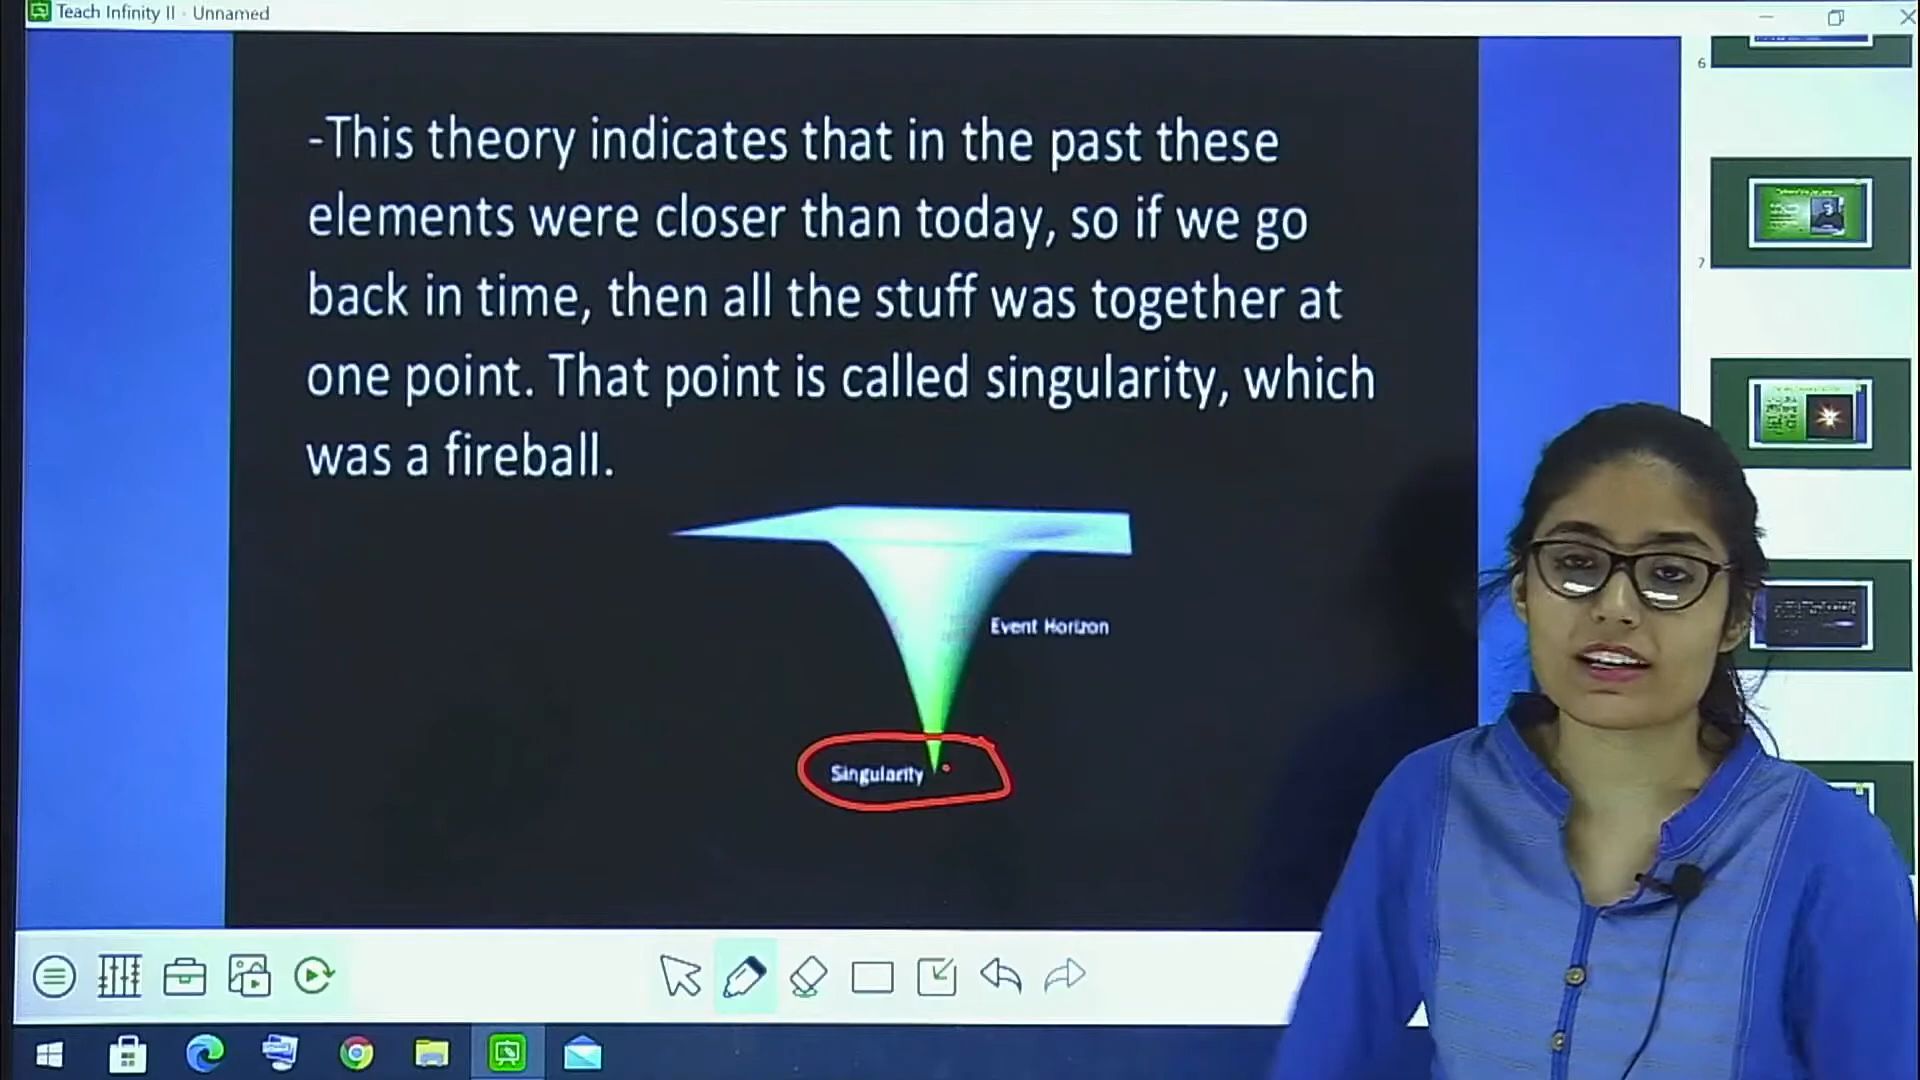 Teach Infinity II - Unnamed
-This theory indicates that in the past these
elements were closer than today, so if we go
back in time, then all the stuff was together at
one point. That point is called singularity, which
was a fireball.
Event Horizon
Singularity
6
7